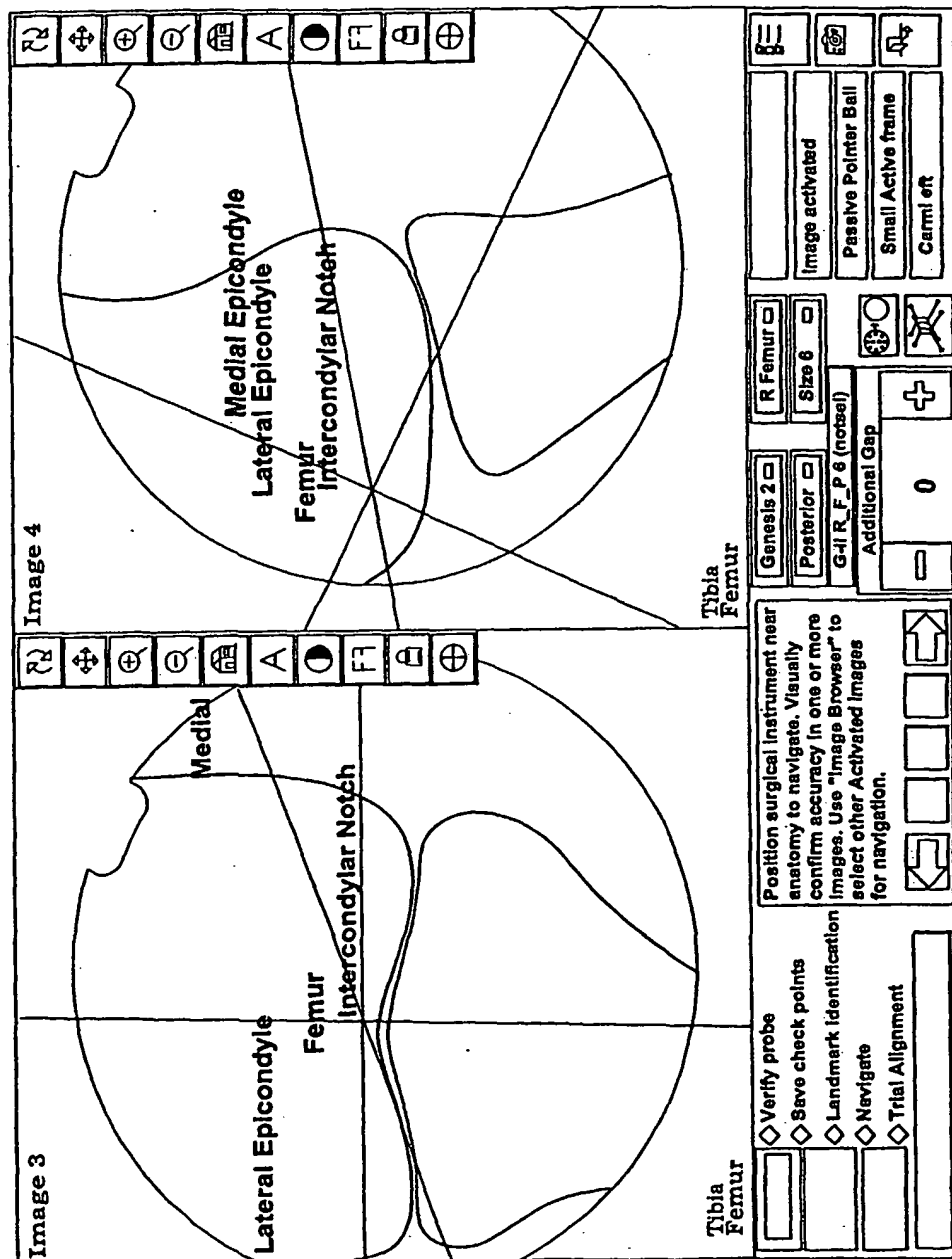 Image 3
Lateral Epicondyle
Medial
Femur
Intercondylar Notch
Tibia
Femur
A
Image 4
Medial Epicondyle
Lateral Epicondyle
Femur
Intercondylar Notch
Tibia
Femur
A
Verify probe
Save check points
Landmark identification
Navigate
Trial Alignment
Position surgical instrument near
anatomy to navigate. Visually
confirm accuracy in one or more
images. Use "Image Browser" to
select other Activated Images
for navigation.
Genesis 2
R Femur
Posterior
Size 6
G-II R_F_P 6 (notsel)
Additional Gap
0
Image activated
Passive Pointer Ball
Small Active frame
Carml eft